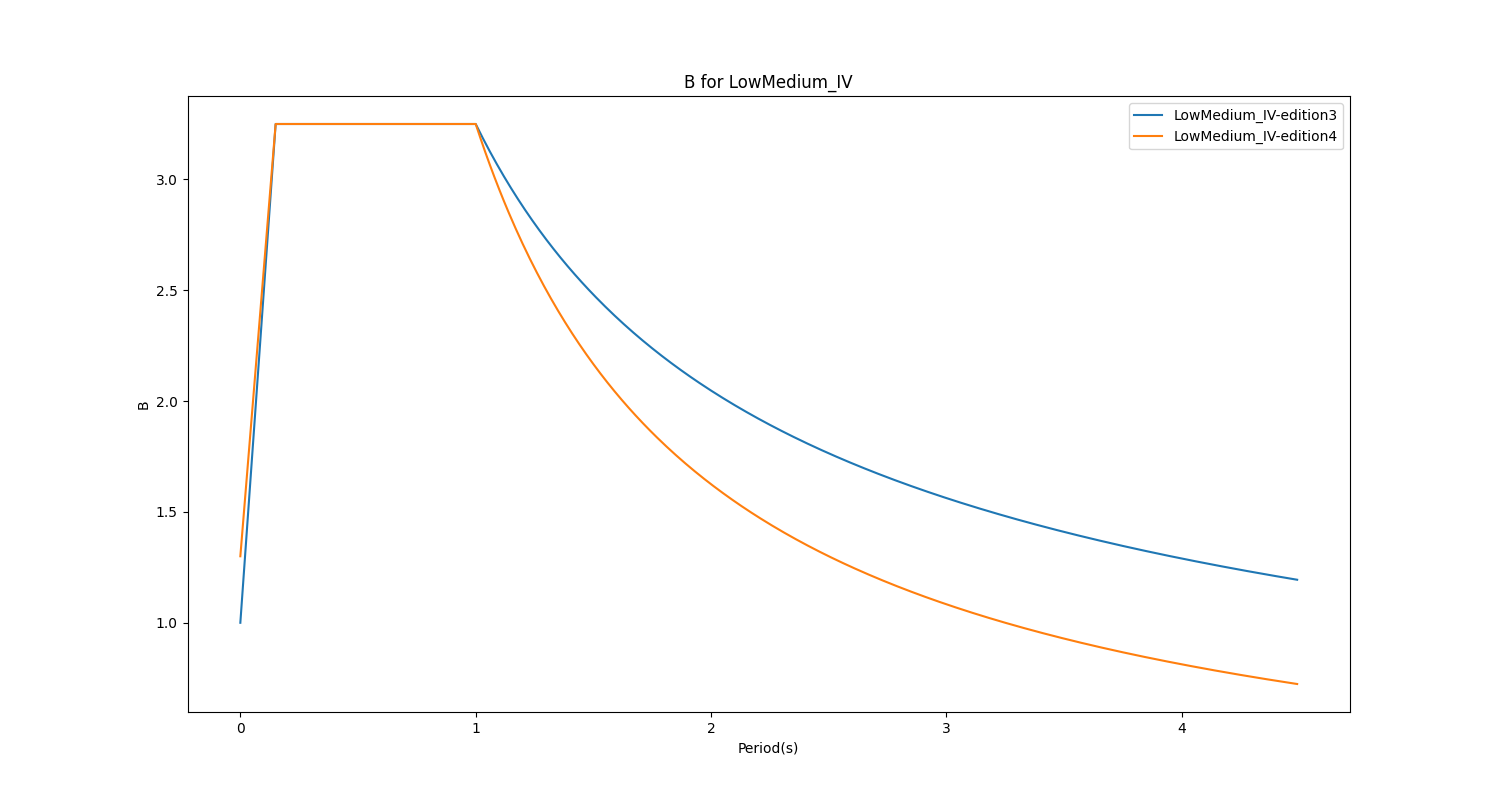 B for LowMedium_IV
LowMedium_IV-edition3
LowMedium_IV-edition4
3.0
2.5
2.0
1.5
1.0
B
0 1 2 3 4
Period(s)